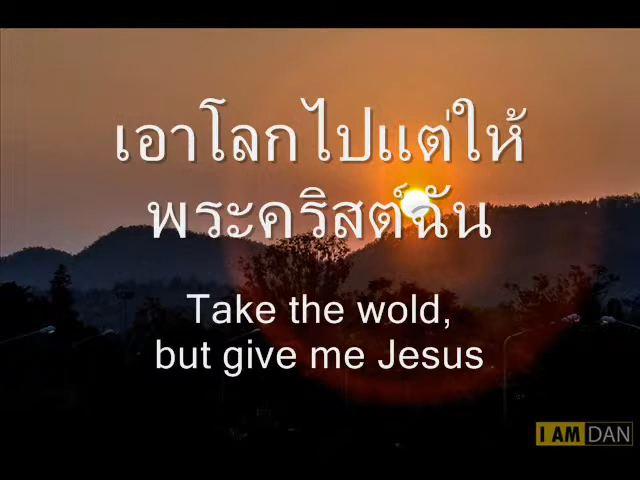 เอาโลกไปแต่ให้
พระคริสต์ฉัน
Take the wold,
but give me Jesus
I AM DAN